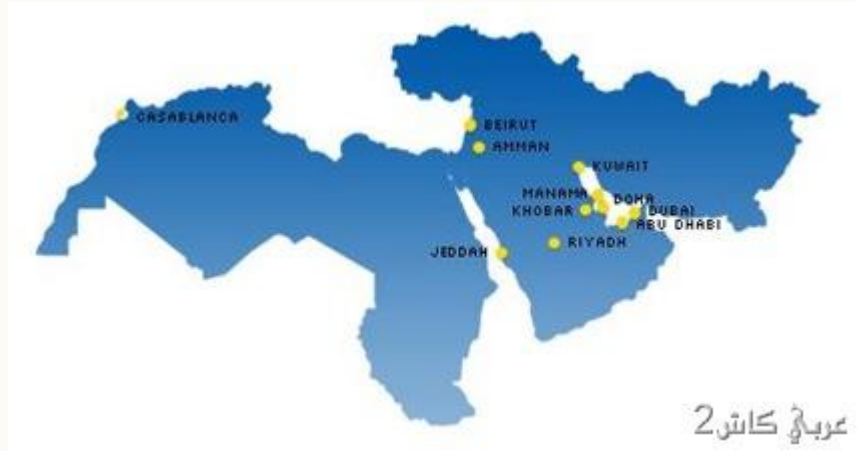 CASABLANCA
BEIRUT
AMMAN
KUWAIT
MANAMA
DOHA
KHOBAR
DUBAI
ABU DHABI
RIYADH
JEDDAH
عربي كاش2